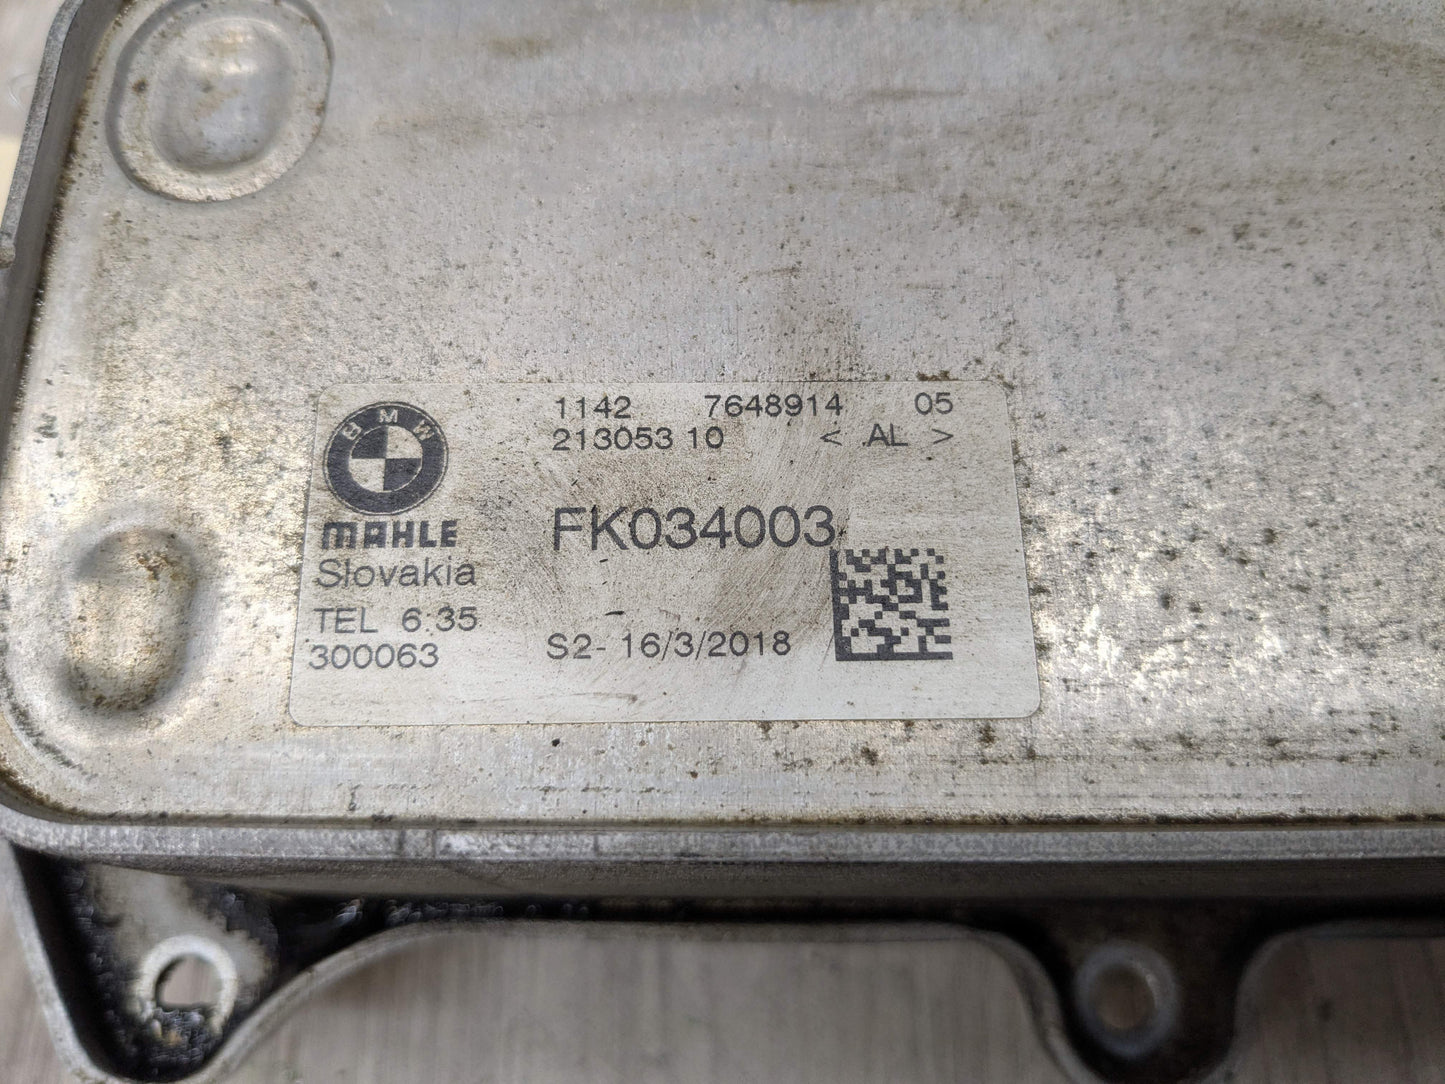 1142 7648914 05
213053 10 < AL >
BMW
FK034003
MAHLE
Slovakia
TEL 6:35
300063
S2- 16/3/2018